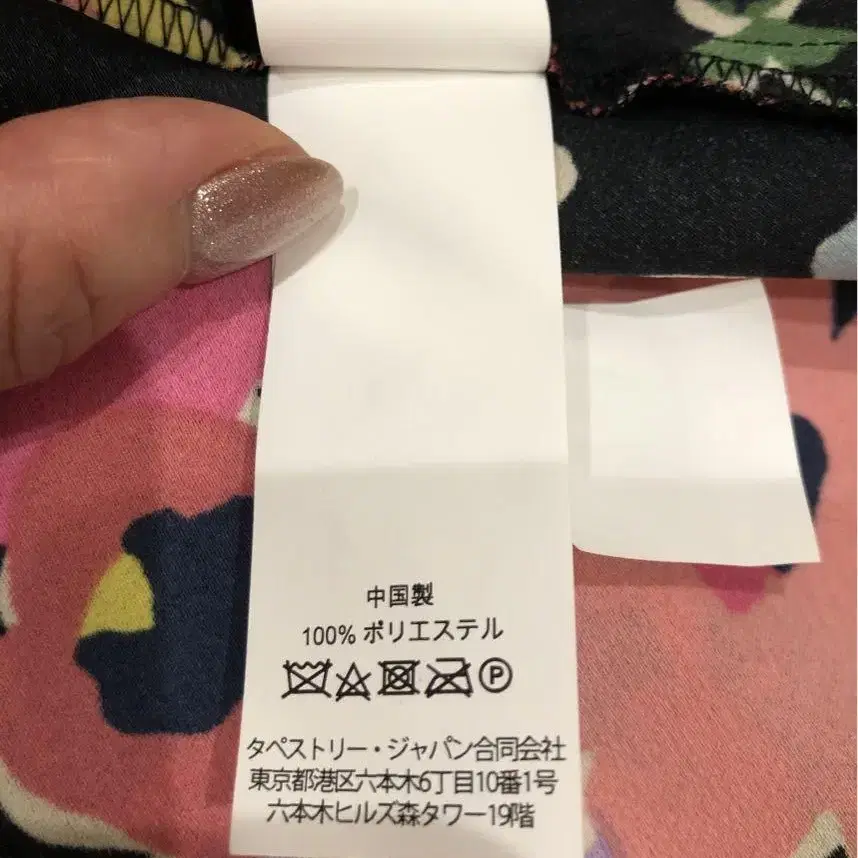 中国製
100% ポリエステル
P
タペストリー・ジャパン合同会社
東京都港区六本木6丁目10番1号
六本木ヒルズ森タワー19階